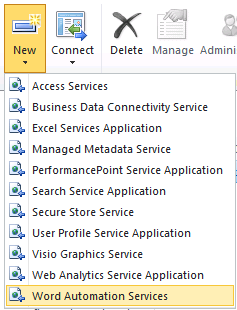 New Connect Delete Manage Admini
Access Services
Business Data Connectivity Service
Excel Services Application
Managed Metadata Service
PerformancePoint Service Application
Search Service Application
Secure Store Service
User Profile Service Application
Visio Graphics Service
Web Analytics Service Application
Word Automation Services